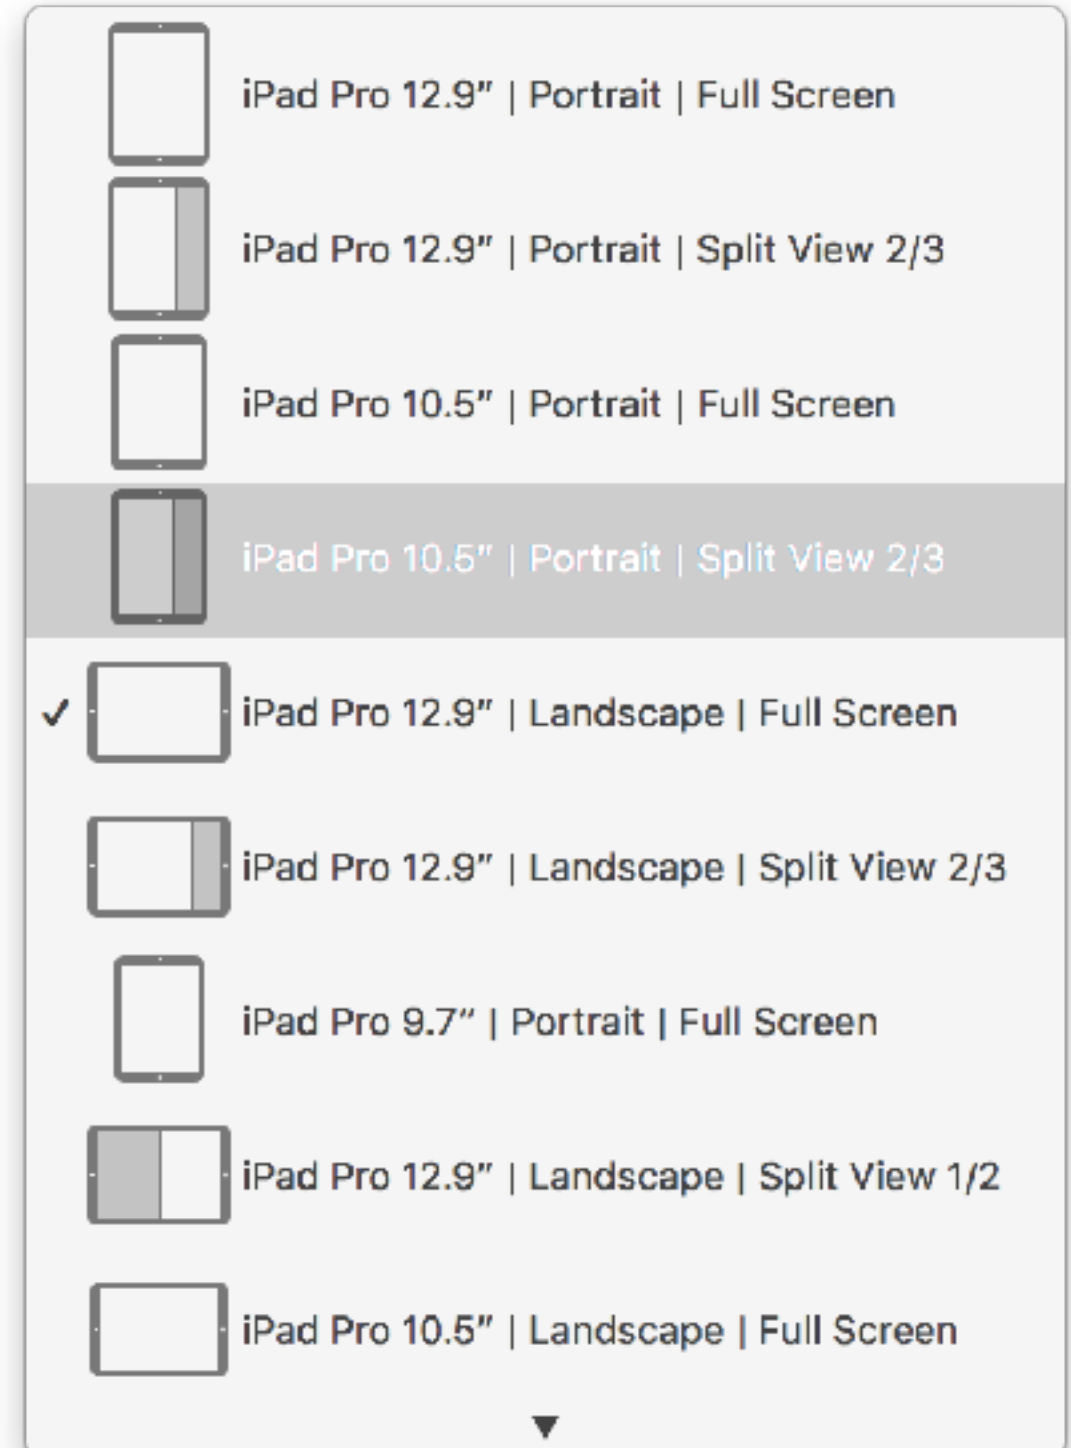 iPad Pro 12.9″ | Portrait | Full Screen
iPad Pro 12.9″ | Portrait | Split View 2/3
iPad Pro 10.5″ | Portrait | Full Screen
iPad Pro 10.5″ | Portrait | Split View 2/3
✓ iPad Pro 12.9″ | Landscape | Full Screen
iPad Pro 12.9″ | Landscape | Split View 2/3
iPad Pro 9.7″ | Portrait | Full Screen
iPad Pro 12.9″ | Landscape | Split View 1/2
iPad Pro 10.5″ | Landscape | Full Screen